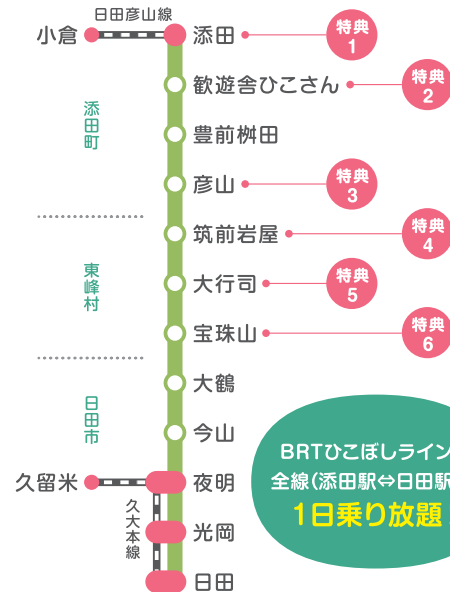 日田彦山線
小倉
添田
特典
1
歓遊舎ひこさん
特典
2
添田町
豊前桝田
彦山
特典
3
筑前岩屋
特典
4
東峰村
大行司
特典
5
宝珠山
特典
6
大鶴
日田市
今山
BRTひこぼしライン
全線(添田駅⇔日田駅
1日乗り放題
久留米
夜明
久大本線
光岡
日田